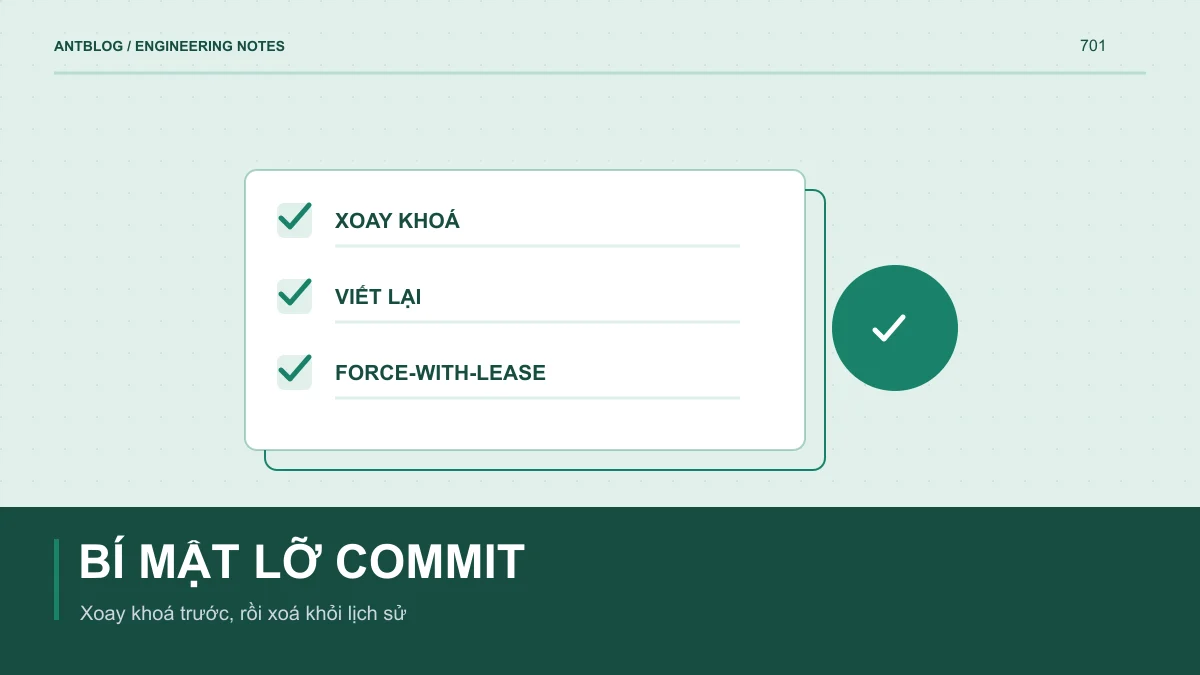 ANTBLOG / ENGINEERING NOTES
701
XOAY KHOÁ
VIẾT LẠI
FORCE-WITH-LEASE
BÍ MẬT LỠ COMMIT
Xoay khoá trước, rồi xoá khỏi lịch sử